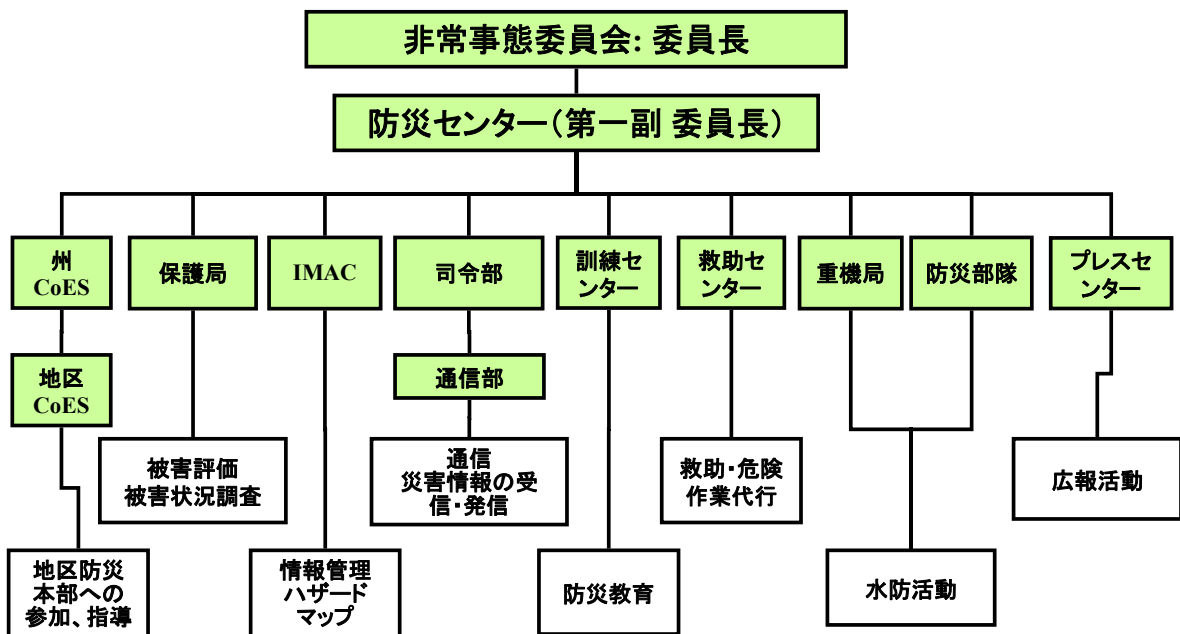 非常事態委員会: 委員長
防災センター(第一副 委員長)
州
CoES
保護局
IMAC
司令部
訓練セ
ンター
救助セ
ンター
重機局
防災部隊
プレスセ
ンター
地区
CoES
通信部
被害評価
被害状況調査
通信
災害情報の受
信・発信
救助・危険
作業代行
広報活動
地区防災
本部への
参加、指導
情報管理
ハザード
マップ
防災教育
水防活動